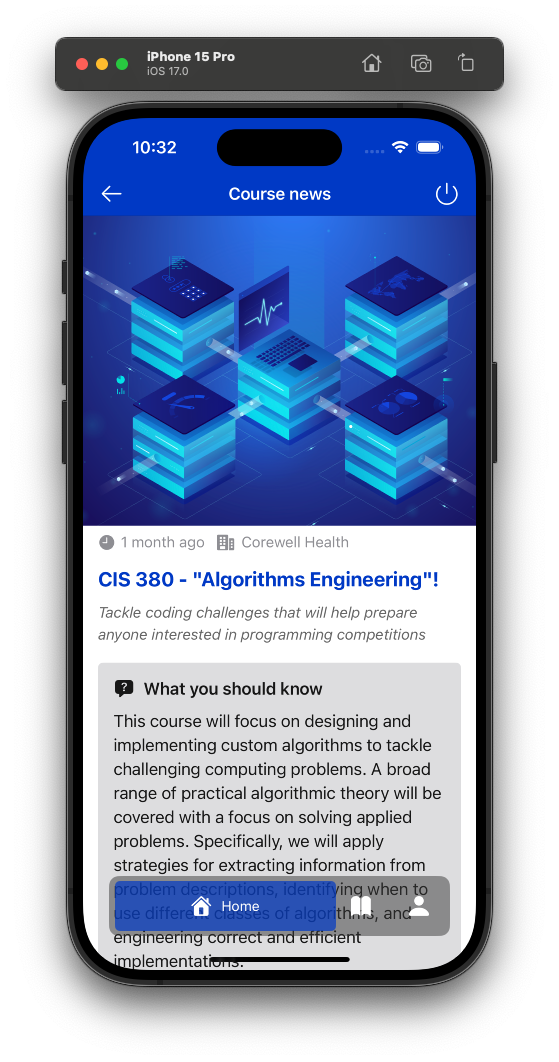 iPhone 15 Pro
iOS 17.0
10:32
Course news
1 month ago Corewell Health
CIS 380 - "Algorithms Engineering"!
Tackle coding challenges that will help prepare
anyone interested in programming competitions
What you should know
This course will focus on designing and
implementing custom algorithms to tackle
challenging computing problems. A broad
range of practical algorithmic theory will be
covered with a focus on solving applied
problems. Specifically, we will apply
strategies for extracting information from
problem descriptions, identifying when to
Home
use different classes of algorithms, and
engineering correct and efficient
implementations.